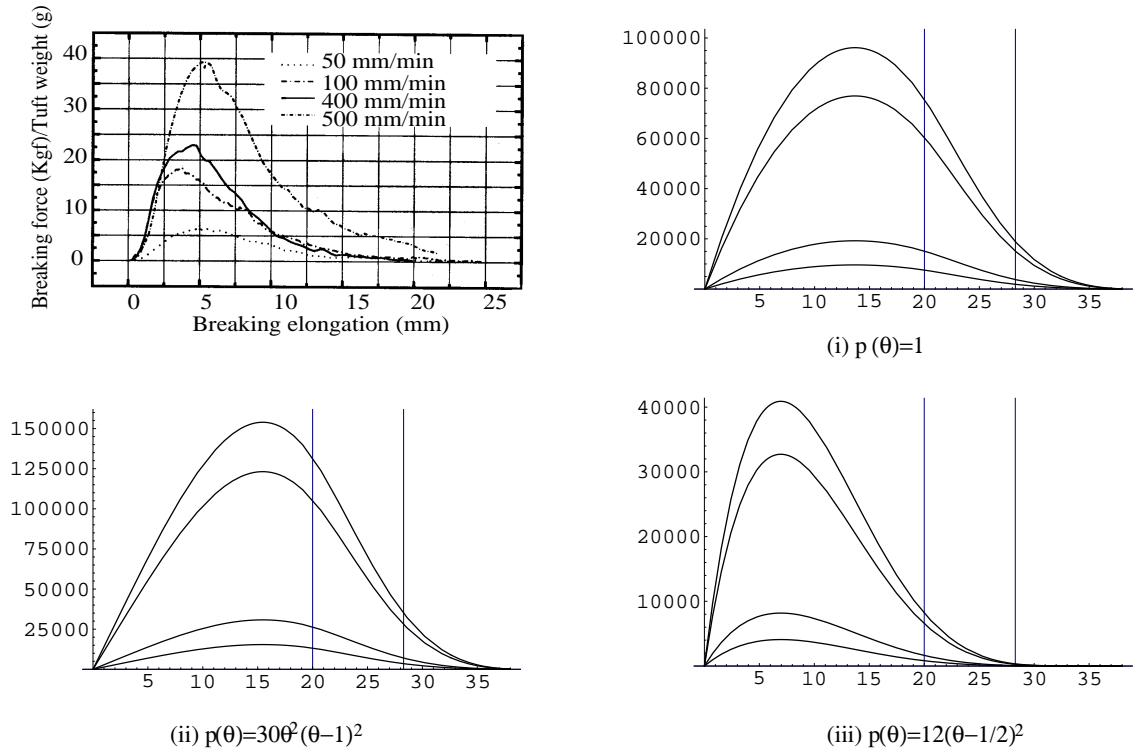 Breaking force (Kgf)/Tuft weight (g)
40
30
20
10
0
50 mm/min
100 mm/min
400 mm/min
500 mm/min
0 5 10 12 15 20 25
Breaking elongation (mm)
100000
80000
60000
40000
20000
5 10 15 20 25 30 35
(i) p (θ)=1
150000
125000
100000
75000
50000
25000
5 10 15 20 25 30 35
(ii) p(θ)=30θ²(θ−1)²
40000
30000
20000
10000
5 10 15 20 25 30 35
(iii) p(θ)=12(θ−1/2)²